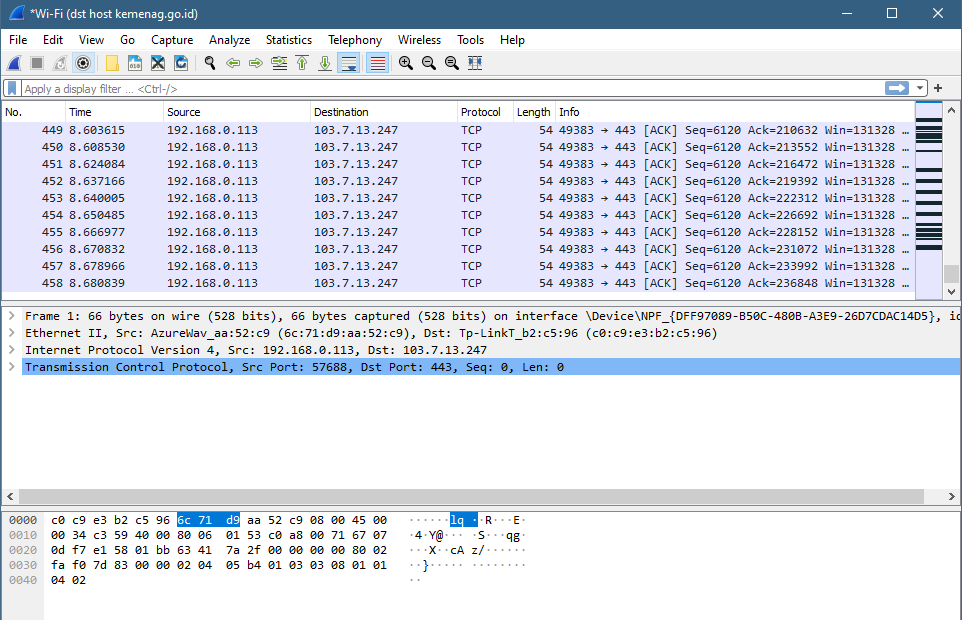 *Wi-Fi (dst host kemenag.go.id)
File Edit View Go Capture Analyze Statistics Telephony Wireless Tools Help
Apply a display filter ... <Ctrl-/>
No. Time Source Destination Protocol Length Info
449 8.603615 192.168.0.113 103.7.13.247 TCP 54 49383 → 443 [ACK] Seq=6120 Ack=210632 Win=131328 …
450 8.608530 192.168.0.113 103.7.13.247 TCP 54 49383 → 443 [ACK] Seq=6120 Ack=213552 Win=131328 …
451 8.624084 192.168.0.113 103.7.13.247 TCP 54 49383 → 443 [ACK] Seq=6120 Ack=216472 Win=131328 …
452 8.637166 192.168.0.113 103.7.13.247 TCP 54 49383 → 443 [ACK] Seq=6120 Ack=219392 Win=131328 …
453 8.640005 192.168.0.113 103.7.13.247 TCP 54 49383 → 443 [ACK] Seq=6120 Ack=222312 Win=131328 …
454 8.650485 192.168.0.113 103.7.13.247 TCP 54 49383 → 443 [ACK] Seq=6120 Ack=226692 Win=131328 …
455 8.666977 192.168.0.113 103.7.13.247 TCP 54 49383 → 443 [ACK] Seq=6120 Ack=228152 Win=131328 …
456 8.670832 192.168.0.113 103.7.13.247 TCP 54 49383 → 443 [ACK] Seq=6120 Ack=231072 Win=131328 …
457 8.678966 192.168.0.113 103.7.13.247 TCP 54 49383 → 443 [ACK] Seq=6120 Ack=233992 Win=131328 …
458 8.680839 192.168.0.113 103.7.13.247 TCP 54 49383 → 443 [ACK] Seq=6120 Ack=236848 Win=131328 …
Frame 1: 66 bytes on wire (528 bits), 66 bytes captured (528 bits) on interface \Device\NPF_{DFF97089-B50C-480B-A3E9-26D7CDAC14D5}, id
Ethernet II, Src: AzureWav_aa:52:c9 (6c:71:d9:aa:52:c9), Dst: Tp-LinkT_b2:c5:96 (c0:c9:e3:b2:c5:96)
Internet Protocol Version 4, Src: 192.168.0.113, Dst: 103.7.13.247
Transmission Control Protocol, Src Port: 57688, Dst Port: 443, Seq: 0, Len: 0
0000 c0 c9 e3 b2 c5 96 6c 71 d9 aa 52 c9 08 00 45 00 ······lq ··R···E·
0010 00 34 c3 59 40 00 80 06 01 53 c0 a8 00 71 67 07 ·4·Y@··· ·S···qg·
0020 0d f7 e1 58 01 bb 63 41 7a 2f 00 00 00 00 80 02 ···X··cA z/······
0030 fa f0 7d 83 00 00 02 04 05 b4 01 03 03 08 01 01 ··}····· ········
0040 04 02 ··